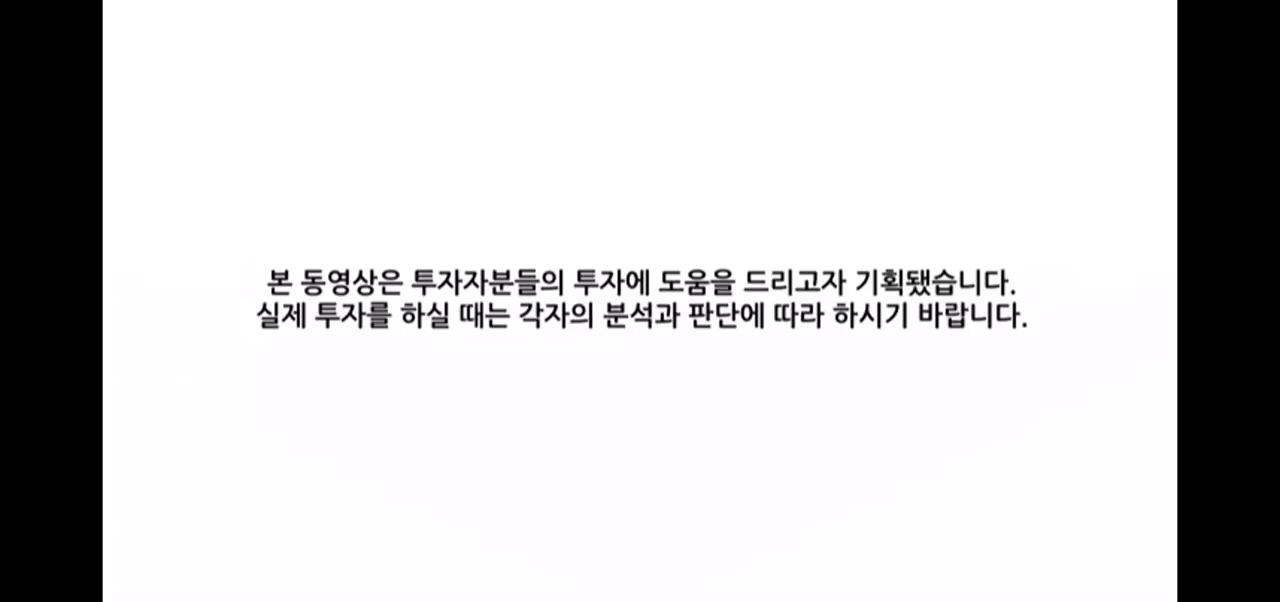 본 동영상은 투자자분들의 투자에 도움을 드리고자 기획됐습니다.
실제 투자를 하실 때는 각자의 분석과 판단에 따라 하시기 바랍니다.